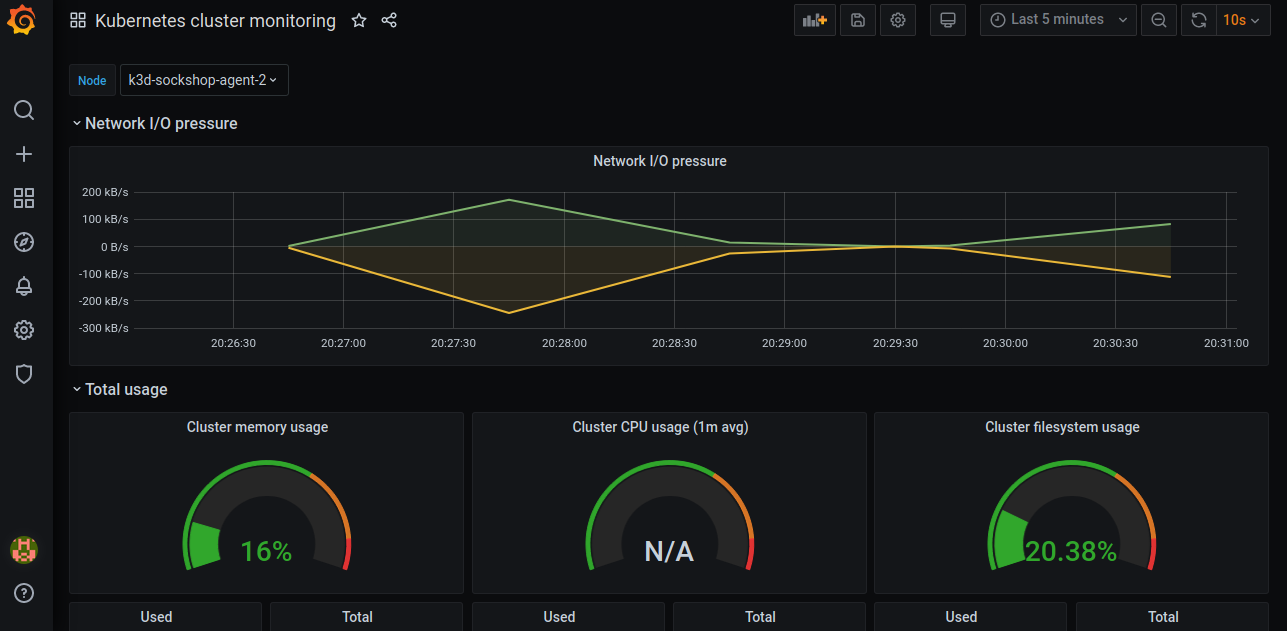 Kubernetes cluster monitoring
Last 5 minutes
10s
Node k3d-sockshop-agent-2
Network I/O pressure
Network I/O pressure
200 kB/s
100 kB/s
0 B/s
-100 kB/s
-200 kB/s
-300 kB/s
20:26:30 20:27:00 20:27:30 20:28:00 20:28:30 20:29:00 20:29:30 20:30:00 20:30:30 20:31:00
Total usage
Cluster memory usage
16%
Cluster CPU usage (1m avg)
N/A
Cluster filesystem usage
20.38%
Used Total Used Total Used Total